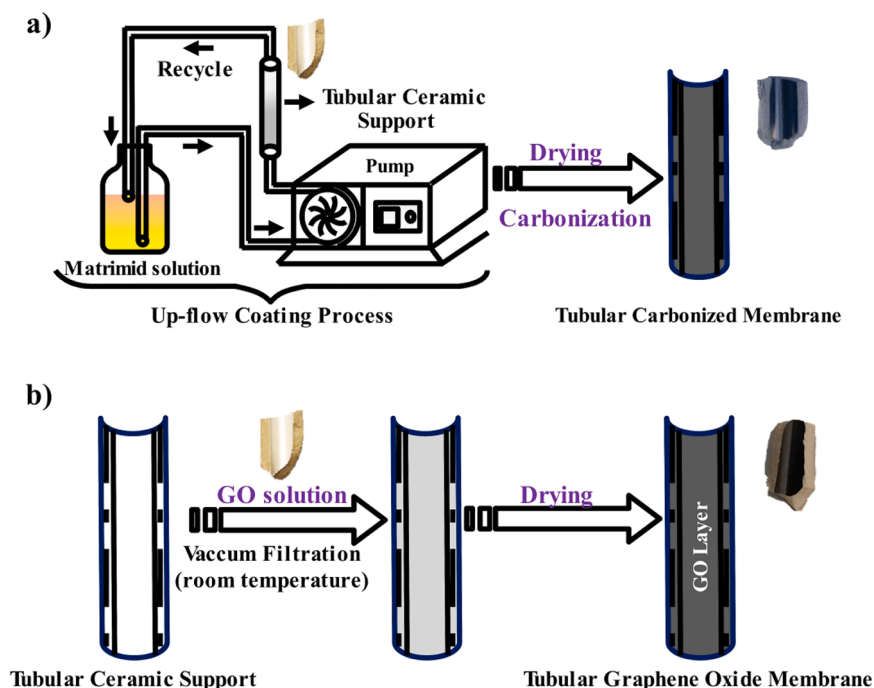 a)
Recycle
Tubular Ceramic
Support
Pump
Drying
Carbonization
Matrimid solution
Up-flow Coating Process
Tubular Carbonized Membrane
b)
GO solution
Vaccum Filtration
(room temperature)
Drying
GO Layer
Tubular Ceramic Support
Tubular Graphene Oxide Membrane